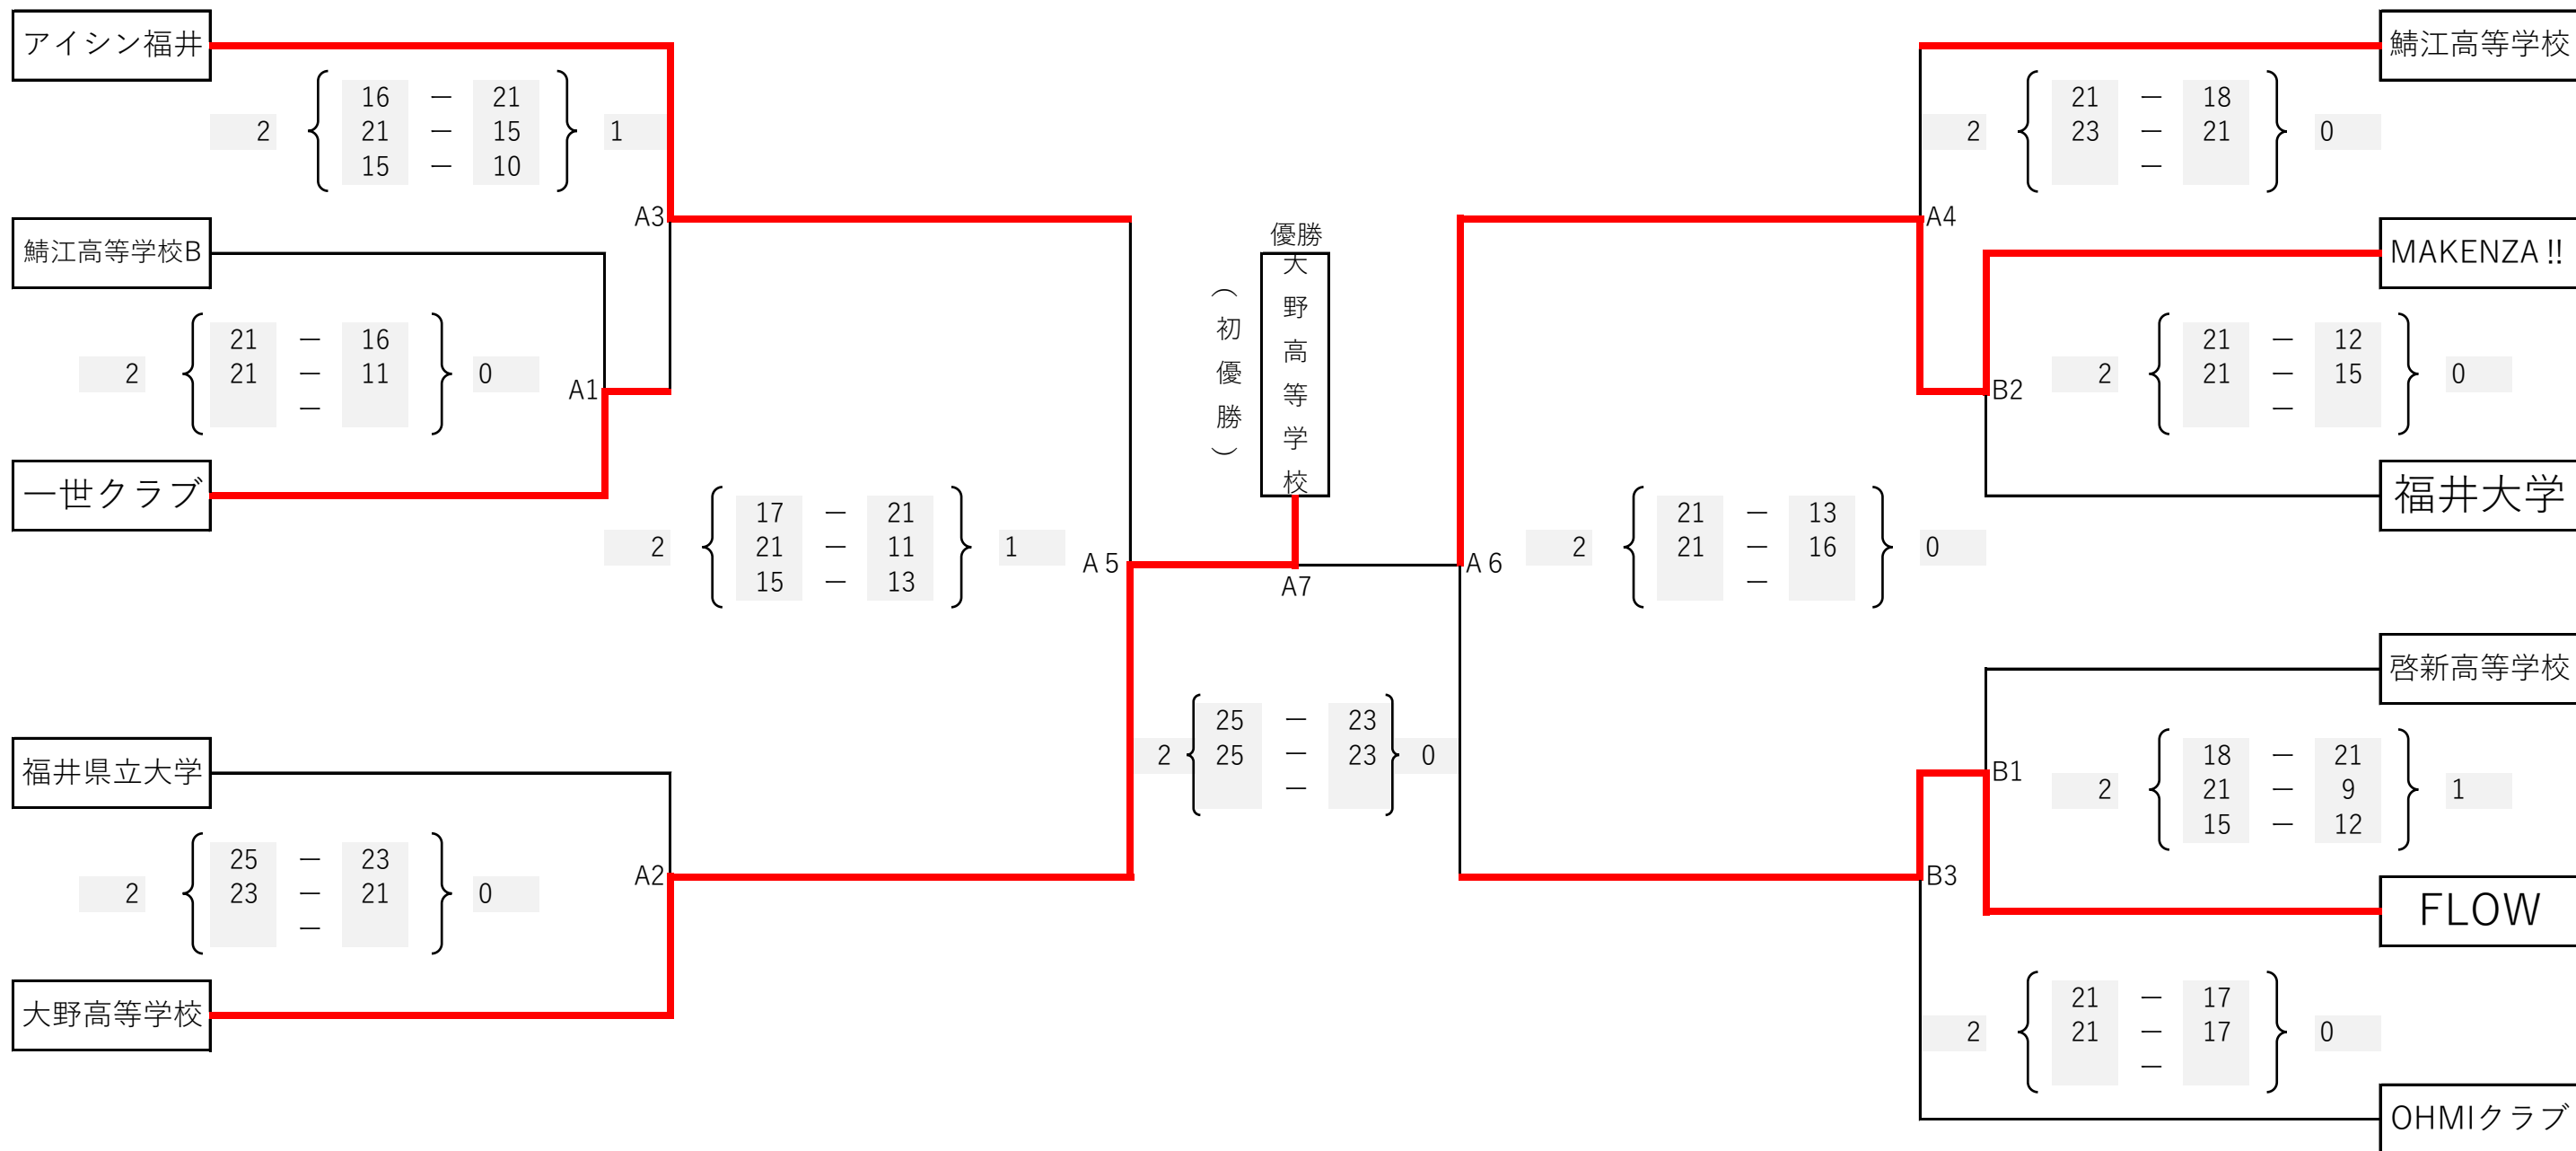 アイシン福井
鯖江高等学校
2 16 － 21 1
21 － 15
15 － 10
2 21 － 18 0
23 － 21
－
A3
優勝
A4
鯖江高等学校B
MAKENZA !!
大野高等学校
（初優勝）
2 21 － 16 0
21 － 11
－
A1
B2
2 21 － 12 0
21 － 15
－
一世クラブ
福井大学
2 17 － 21 1
21 － 11
15 － 13
A 5
A7
A 6
2 21 － 13 0
21 － 16
－
啓新高等学校
福井県立大学
2 25 － 23 0
25 － 23
－
B1
2 18 － 21 1
21 － 9
15 － 12
2 25 － 23 0
23 － 21
－
A2
B3
FLOW
大野高等学校
2 21 － 17 0
21 － 17
－
OHMIクラブ